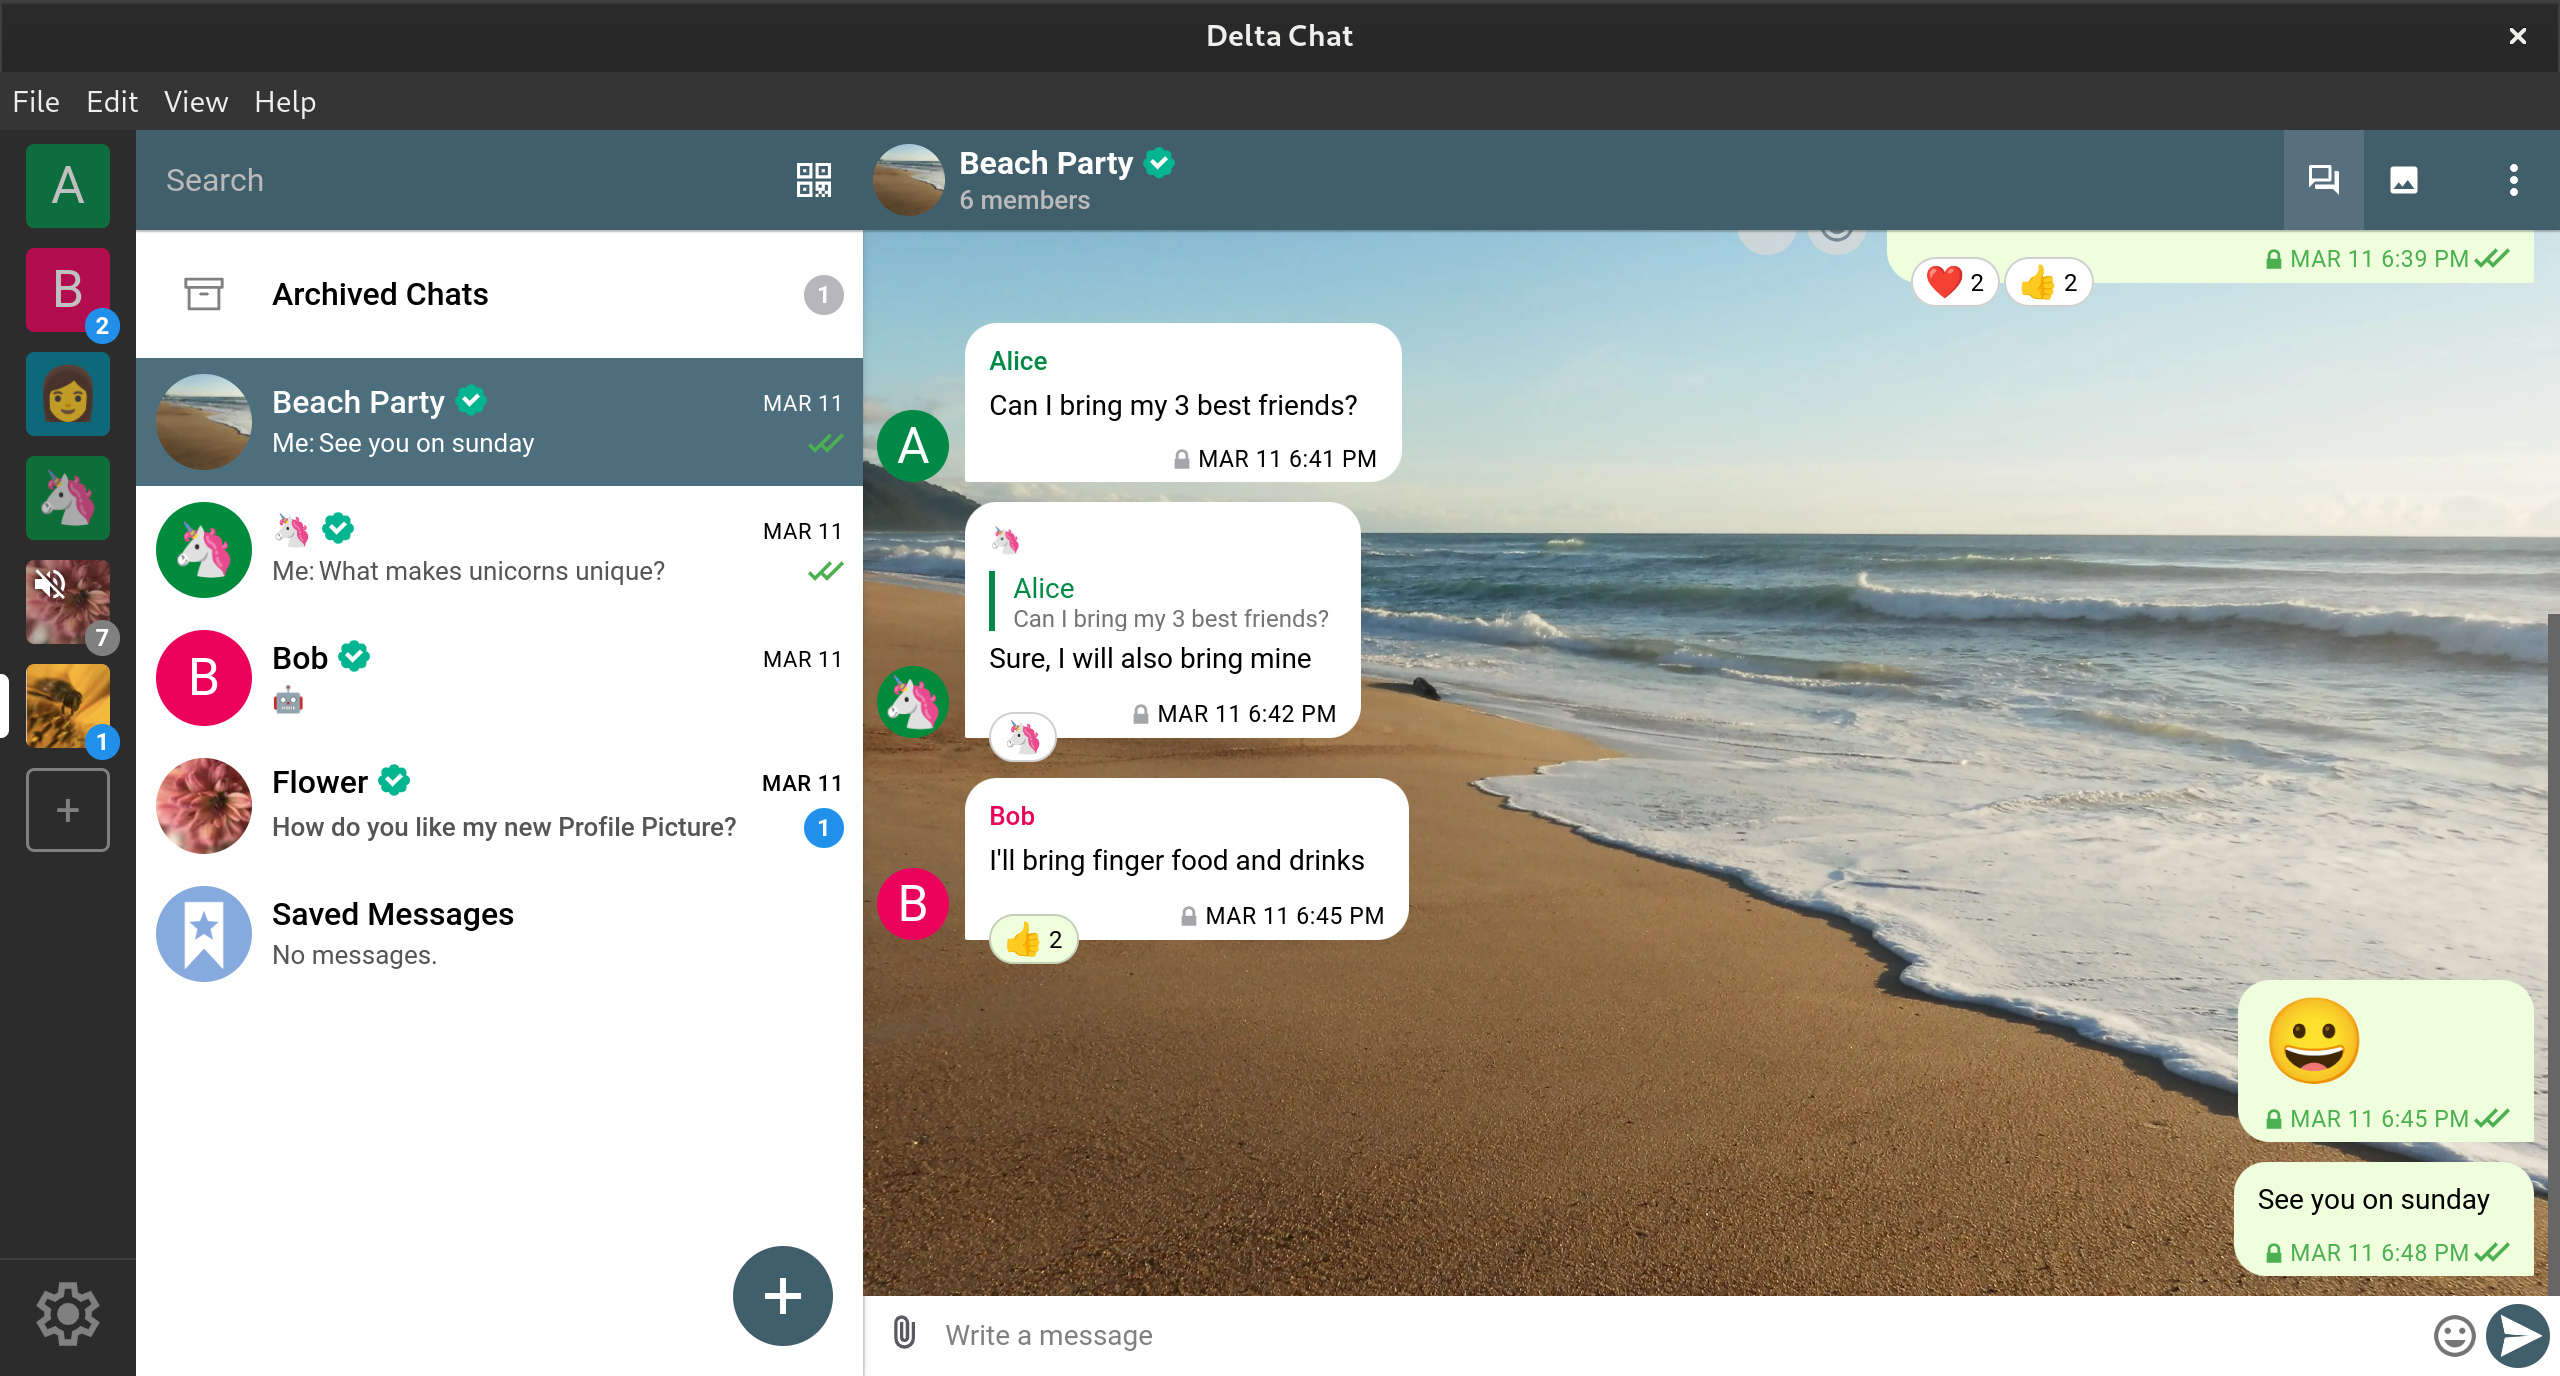 Delta Chat
File Edit View Help
A
B
2
7
1
Search
Archived Chats
1
Beach Party
MAR 11
Me: See you on sunday
MAR 11
Me: What makes unicorns unique?
B
Bob
MAR 11
Flower
MAR 11
How do you like my new Profile Picture?
1
Saved Messages
No messages.
Beach Party
6 members
MAR 11 6:39 PM
2
2
Alice
Can I bring my 3 best friends?
A
MAR 11 6:41 PM
Alice
Can I bring my 3 best friends?
Sure, I will also bring mine
MAR 11 6:42 PM
Bob
I'll bring finger food and drinks
B
MAR 11 6:45 PM
2
MAR 11 6:45 PM
See you on sunday
MAR 11 6:48 PM
Write a message